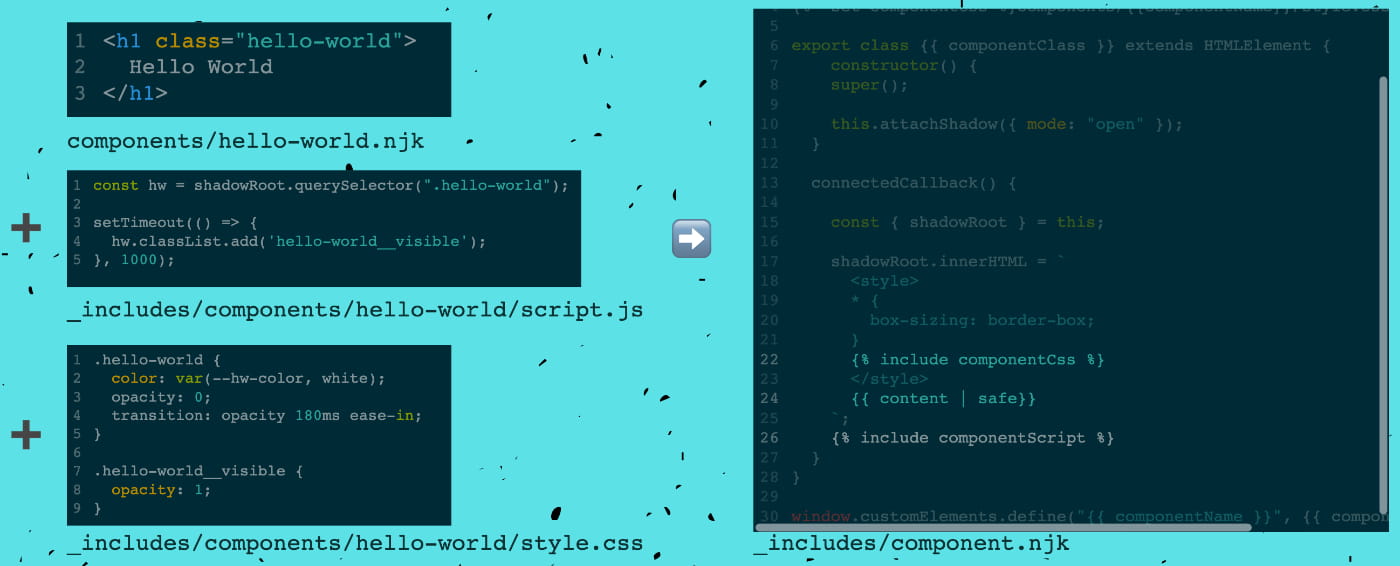 1 <h1 class="hello-world">
2   Hello World
3 </h1>
components/hello-world.njk
1 const hw = shadowRoot.querySelector(".hello-world");
2
3 setTimeout(() => {
4   hw.classList.add('hello-world__visible');
5 }, 1000);
_includes/components/hello-world/script.js
1 .hello-world {
2   color: var(--hw-color, white);
3   opacity: 0;
4   transition: opacity 180ms ease-in;
5 }
6
7 .hello-world__visible {
8   opacity: 1;
9 }
_includes/components/hello-world/style.css
5
6 export class {{ componentClass }} extends HTMLElement {
7     constructor() {
8     super();
9
10     this.attachShadow({ mode: "open" });
11   }
12
13   connectedCallback() {
14
15     const { shadowRoot } = this;
16
17     shadowRoot.innerHTML = `
18       <style>
19       * {
20         box-sizing: border-box;
21       }
22       {% include componentCss %}
23       </style>
24       {{ content | safe}}
25     `;
26     {% include componentScript %}
27   }
28 }
29
30 window.customElements.define("{{ componentName }}", {{ compon
_includes/component.njk